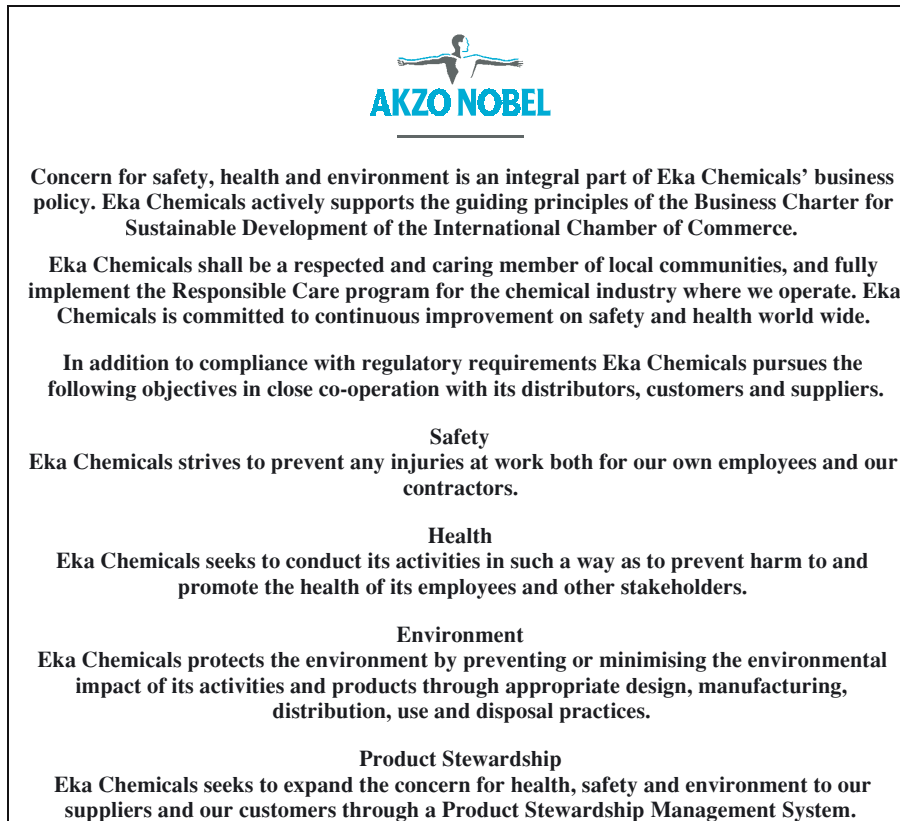 AKZO NOBEL
Concern for safety, health and environment is an integral part of Eka Chemicals' business
policy. Eka Chemicals actively supports the guiding principles of the Business Charter for
Sustainable Development of the International Chamber of Commerce.
Eka Chemicals shall be a respected and caring member of local communities, and fully
implement the Responsible Care program for the chemical industry where we operate. Eka
Chemicals is committed to continuous improvement on safety and health world wide.
In addition to compliance with regulatory requirements Eka Chemicals pursues the
following objectives in close co-operation with its distributors, customers and suppliers.
Safety
Eka Chemicals strives to prevent any injuries at work both for our own employees and our
contractors.
Health
Eka Chemicals seeks to conduct its activities in such a way as to prevent harm to and
promote the health of its employees and other stakeholders.
Environment
Eka Chemicals protects the environment by preventing or minimising the environmental
impact of its activities and products through appropriate design, manufacturing,
distribution, use and disposal practices.
Product Stewardship
Eka Chemicals seeks to expand the concern for health, safety and environment to our
suppliers and our customers through a Product Stewardship Management System.